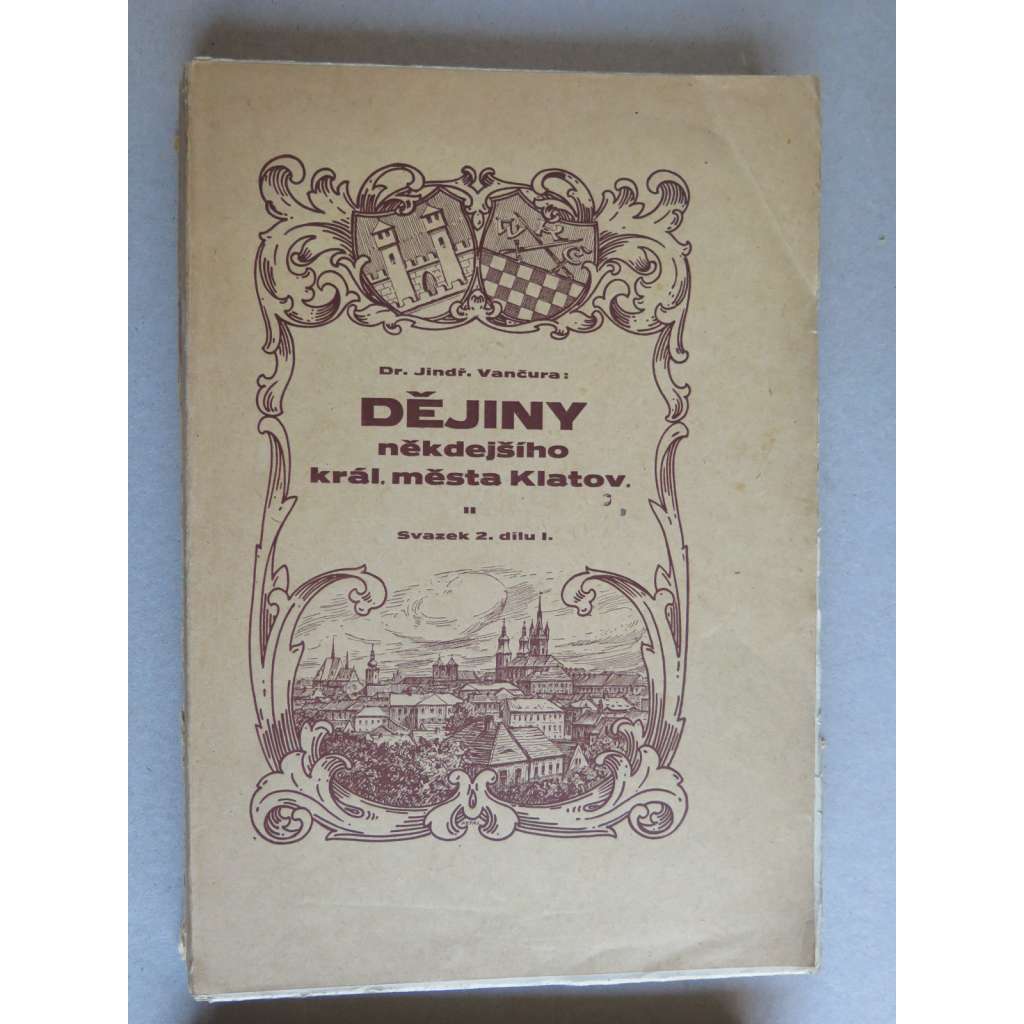 Dr. Jindř. Vančura:
DĚJINY
někdejšího
král. města Klatov.
II
Svazek 2. dílu I.